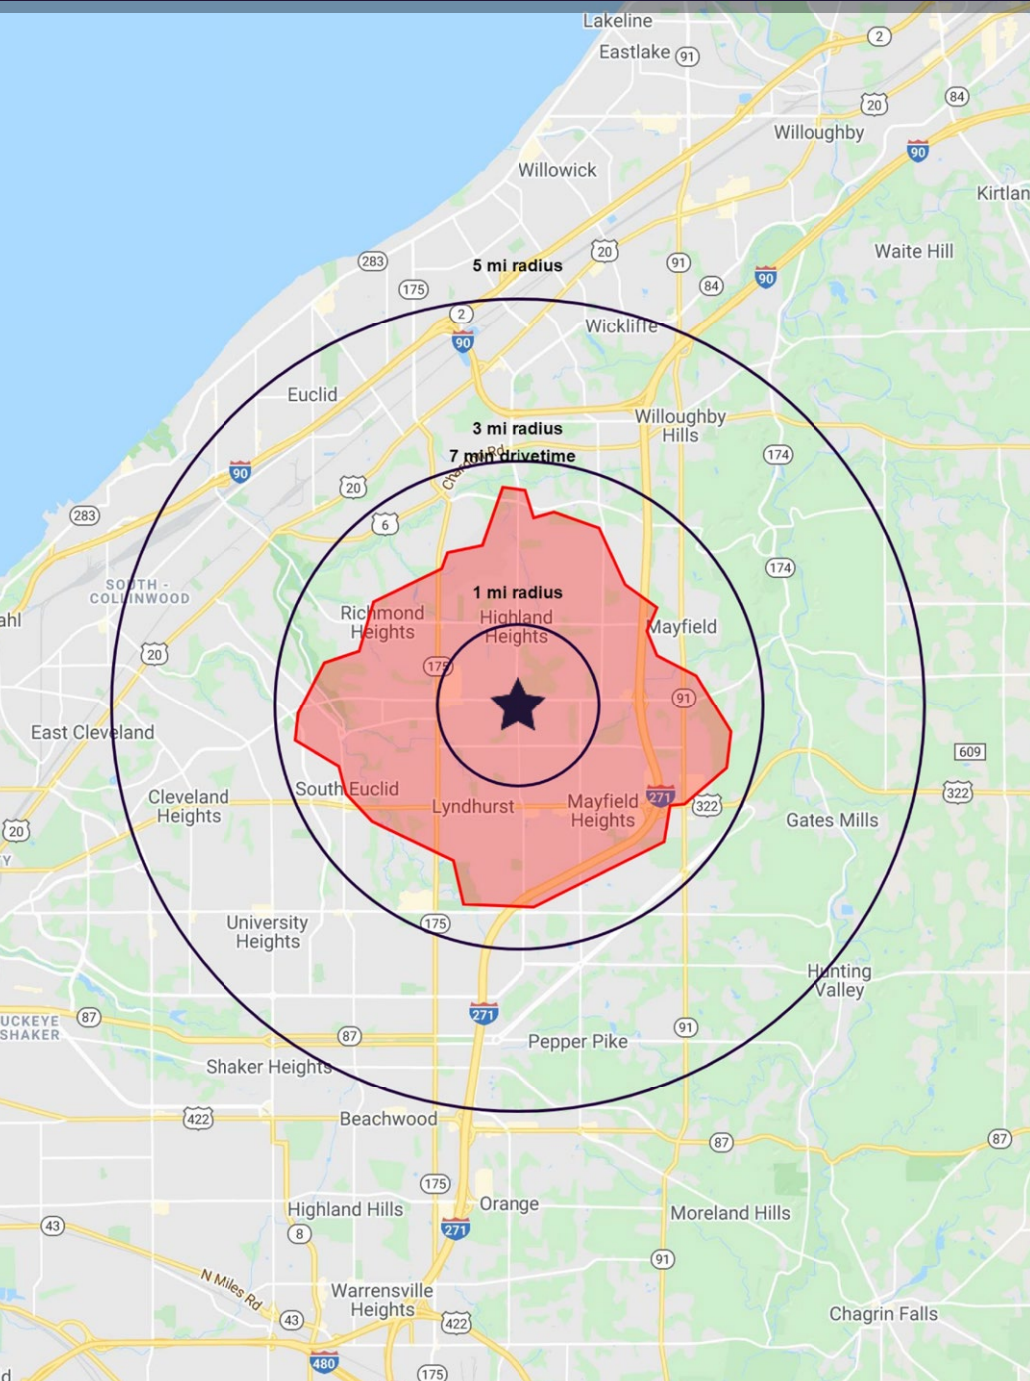 Lakeline
Eastlake
91
2
20
84
Willoughby
90
Willowick
Kirtlan
283
20
91
Waite Hill
5 mi radius
90
175
84
2
Wickliffe
90
Euclid
Willoughby
Hills
3 mi radius
7 min drivetime
Chardon Rd
174
90
20
283
6
174
SOUTH -
COLLINWOOD
1 mi radius
Richmond
Heights
Highland
Heights
ahl
Mayfield
20
175
91
East Cleveland
609
South Euclid
271
322
322
Cleveland
Heights
Lyndhurst
Mayfield
Heights
Gates Mills
20
Y
University
Heights
175
Hunting
Valley
87
271
UCKEYE
SHAKER
87
91
Pepper Pike
Shaker Heights
422
Beachwood
87
87
175
Highland Hills
Orange
Moreland Hills
43
8
271
91
N Miles Rd
Warrensville
Heights
43
422
Chagrin Falls
480
175
d